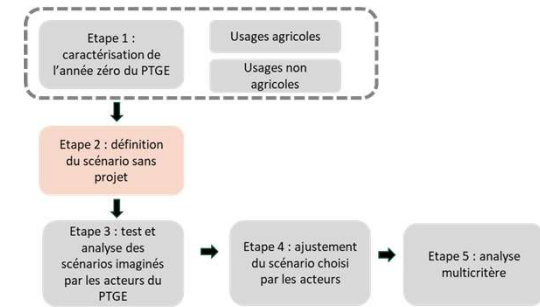 Etape 1 :
caractérisation de
l'année zéro du PTGE
Usages agricoles
Usages non
agricoles
Etape 2 : définition
du scénario sans
projet
Etape 3 : test et
analyse des
scénarios imaginés
par les acteurs du
PTGE
Etape 4 : ajustement
du scénario choisi
par les acteurs
Etape 5 : analyse
multicritère